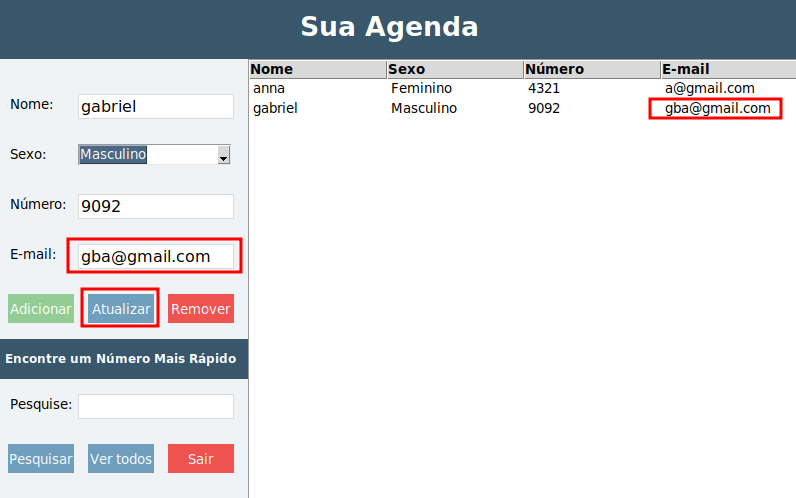 Sua Agenda
Nome: gabriel
Sexo: Masculino
Número: 9092
E-mail: gba@gmail.com
Adicionar Atualizar Remover
Encontre um Número Mais Rápido
Pesquise:
Pesquisar Ver todos Sair
Nome Sexo Número E-mail
anna Feminino 4321 a@gmail.com
gabriel Masculino 9092 gba@gmail.com